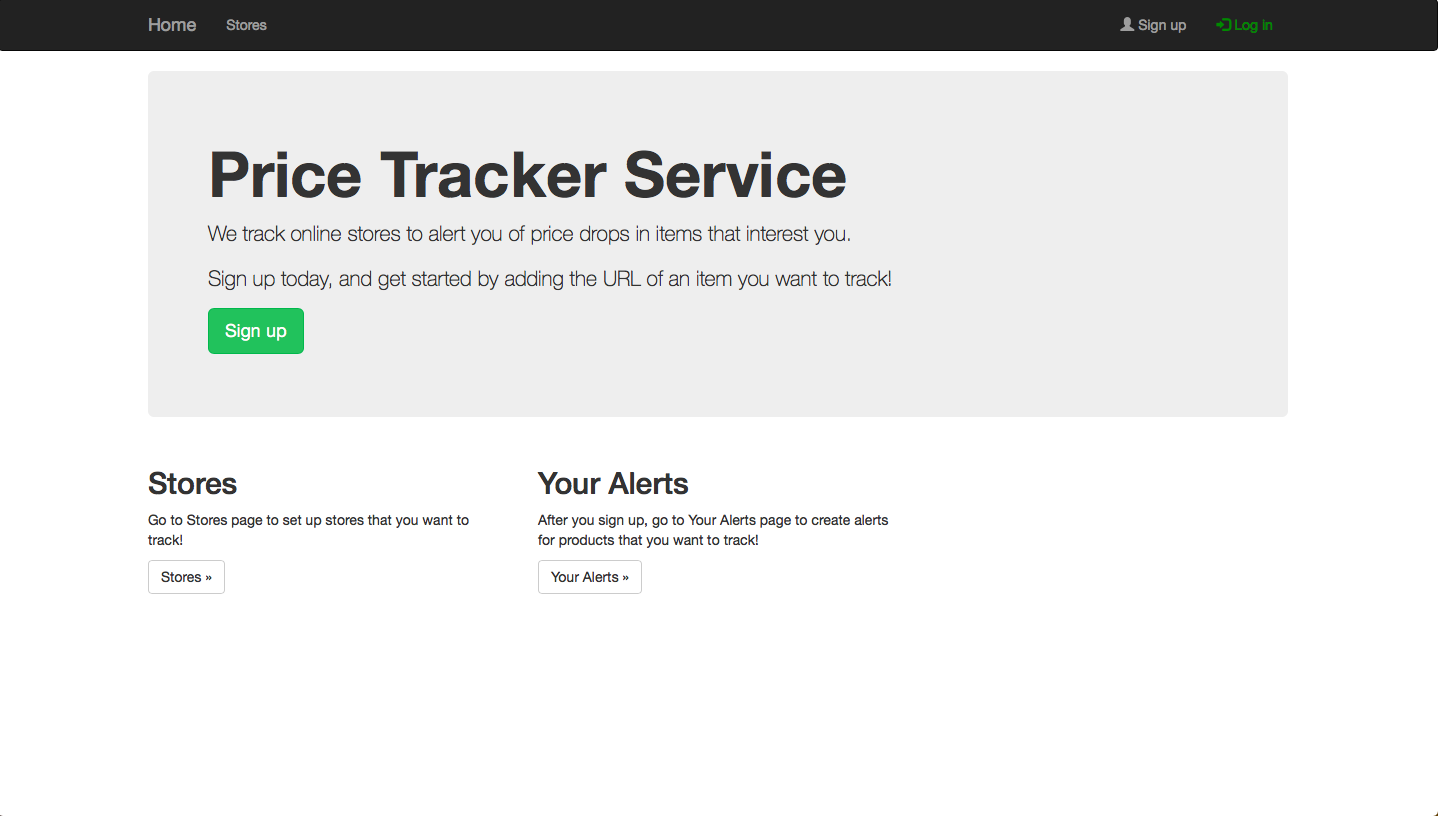 Home Stores Sign up Log in
Price Tracker Service
We track online stores to alert you of price drops in items that interest you.
Sign up today, and get started by adding the URL of an item you want to track!
Sign up
Stores
Go to Stores page to set up stores that you want to
track!
Stores »
Your Alerts
After you sign up, go to Your Alerts page to create alerts
for products that you want to track!
Your Alerts »